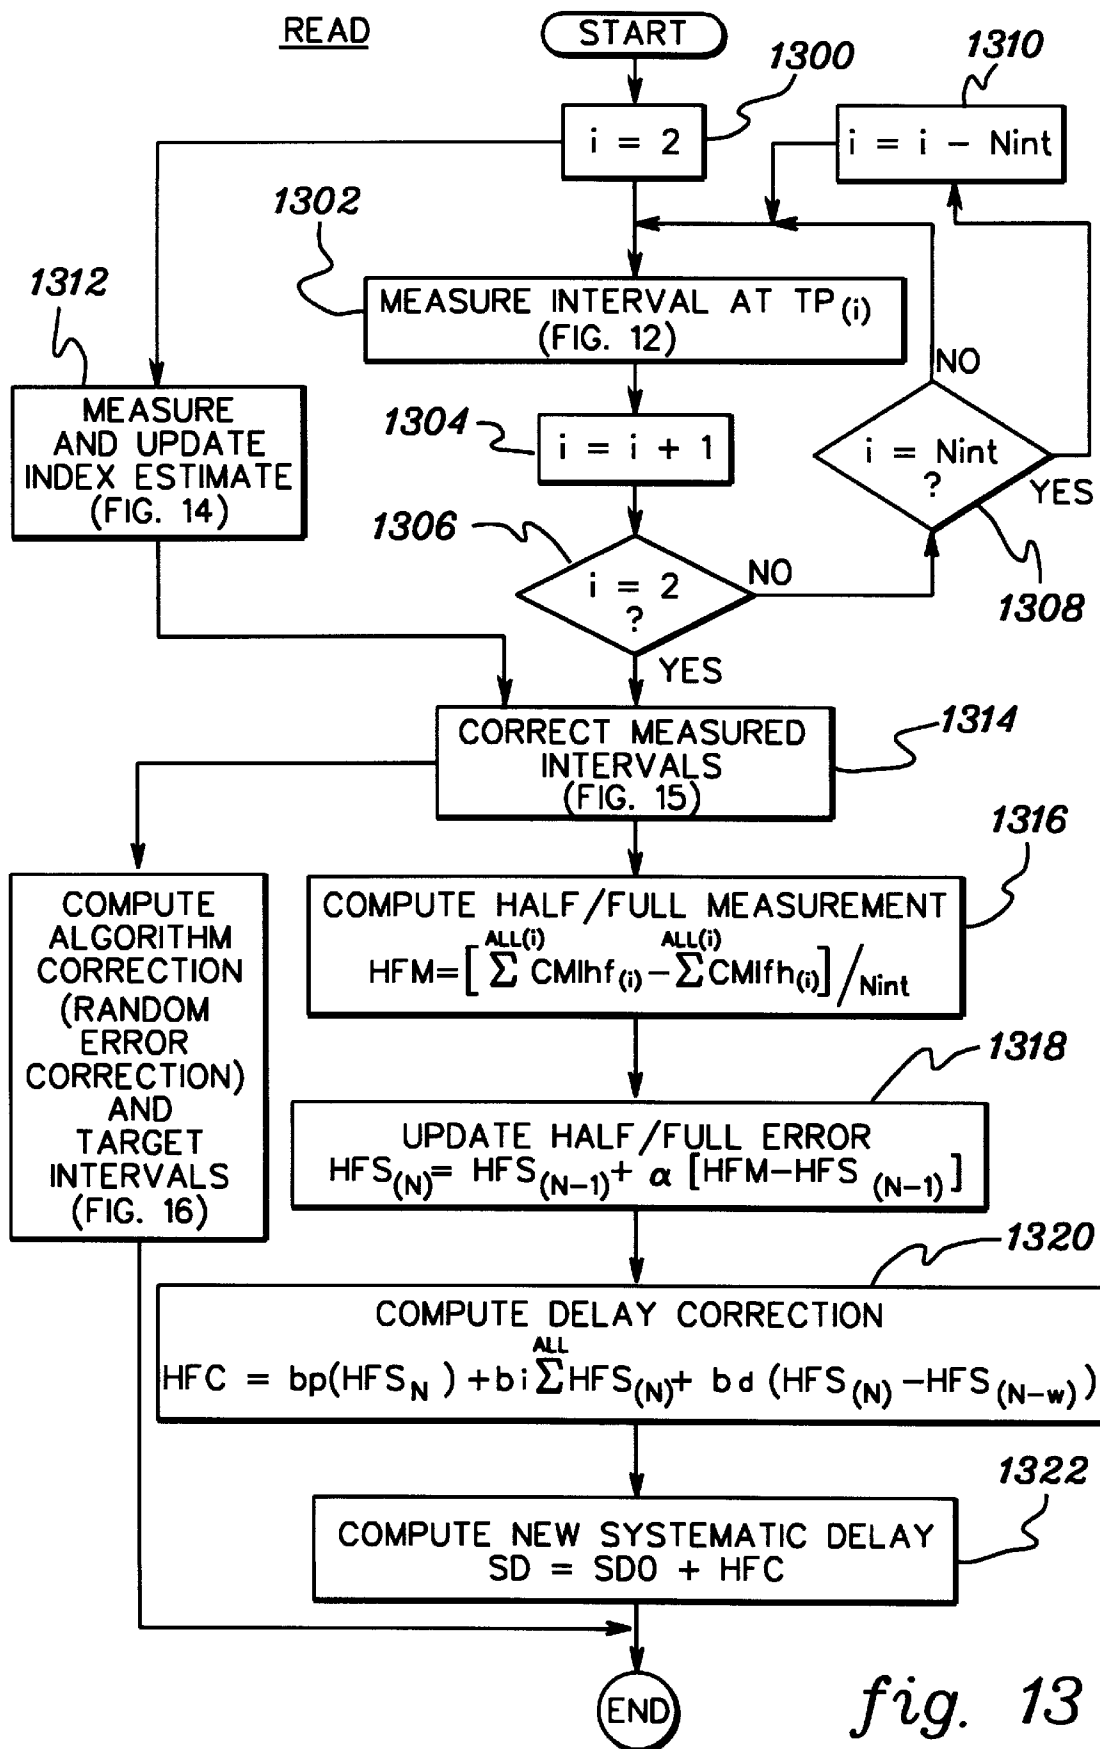 READ
START
1300
i = 2
1310
i = i - Nint
1302
MEASURE INTERVAL AT TP(i)
(FIG. 12)
1312
MEASURE
AND UPDATE
INDEX ESTIMATE
(FIG. 14)
1304
i = i + 1
NO
i = Nint
?
YES
1308
1306
i = 2
?
NO
YES
1314
CORRECT MEASURED
INTERVALS
(FIG. 15)
1316
COMPUTE HALF/FULL MEASUREMENT
ALL(i) ALL(i)
HFM=[ΣCMIhf(i)-ΣCMIfh(i)]/Nint
COMPUTE
ALGORITHM
CORRECTION
(RANDOM
ERROR
CORRECTION)
AND
TARGET
INTERVALS
(FIG. 16)
1318
UPDATE HALF/FULL ERROR
HFS(N)= HFS(N-1)+ α [HFM-HFS (N-1)]
1320
COMPUTE DELAY CORRECTION
ALL
HFC = bp(HFSN) +bi ΣHFS(N)+ bd (HFS(N)-HFS(N-w))
1322
COMPUTE NEW SYSTEMATIC DELAY
SD = SD0 + HFC
END
fig. 13